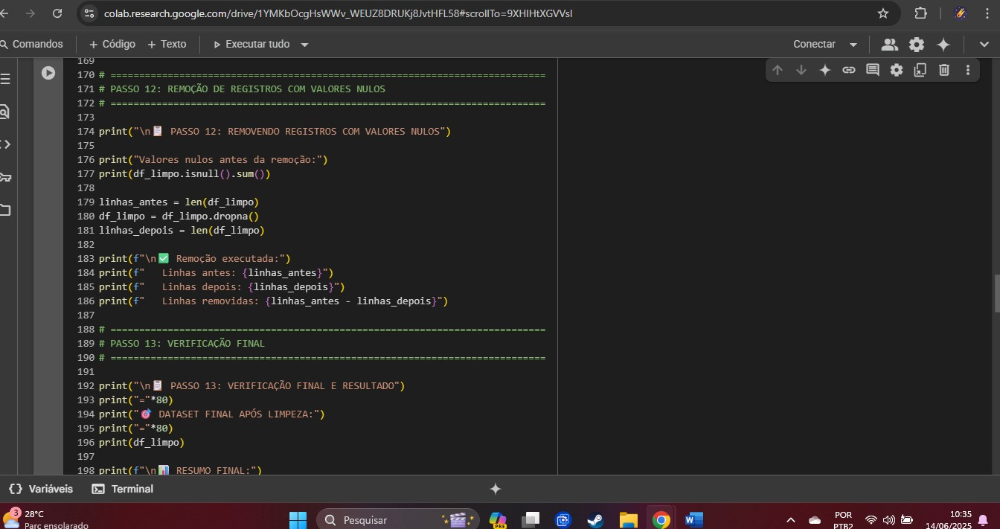 colab.research.google.com/drive/1YMKbOcgHsWWv_WEUZ8DRUKj8JvtHFL58#scrollTo=9XHIHtXGVVsI
Comandos + Código + Texto Executar tudo Conectar
169
170 # ============================================================================
171 # PASSO 12: REMOÇÃO DE REGISTROS COM VALORES NULOS
172 # ============================================================================
173
174 print("\n📋 PASSO 12: REMOVENDO REGISTROS COM VALORES NULOS")
175
176 print("Valores nulos antes da remoção:")
177 print(df_limpo.isnull().sum())
178
179 linhas_antes = len(df_limpo)
180 df_limpo = df_limpo.dropna()
181 linhas_depois = len(df_limpo)
182
183 print(f"\n✅ Remoção executada:")
184 print(f"   Linhas antes: {linhas_antes}")
185 print(f"   Linhas depois: {linhas_depois}")
186 print(f"   Linhas removidas: {linhas_antes - linhas_depois}")
187
188 # ============================================================================
189 # PASSO 13: VERIFICAÇÃO FINAL
190 # ============================================================================
191
192 print("\n📋 PASSO 13: VERIFICAÇÃO FINAL E RESULTADO")
193 print("="*80)
194 print("🎯 DATASET FINAL APÓS LIMPEZA:")
195 print("="*80)
196 print(df_limpo)
197
198 print(f"\n📊 RESUMO FINAL:")
{} Variáveis Terminal
3 28°C
Parc ensolarado
Pesquisar
PRE
W
POR
PTB2
10:35
14/06/2025